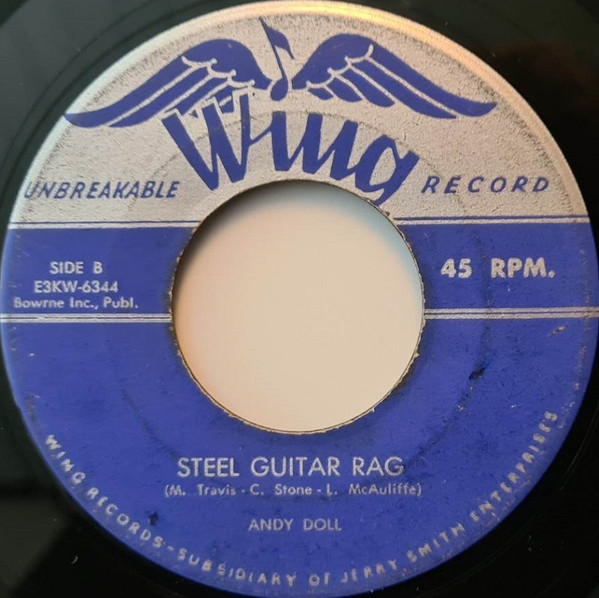 Wing
UNBREAKABLE RECORD
SIDE B
E3KW-6344
Bowrne Inc., Publ.
45 RPM.
STEEL GUITAR RAG
(M. Travis - C. Stone - L. McAuliffe)
ANDY DOLL
WING RECORDS-SUBSIDIARY OF JERRY SMITH ENTERPRISES